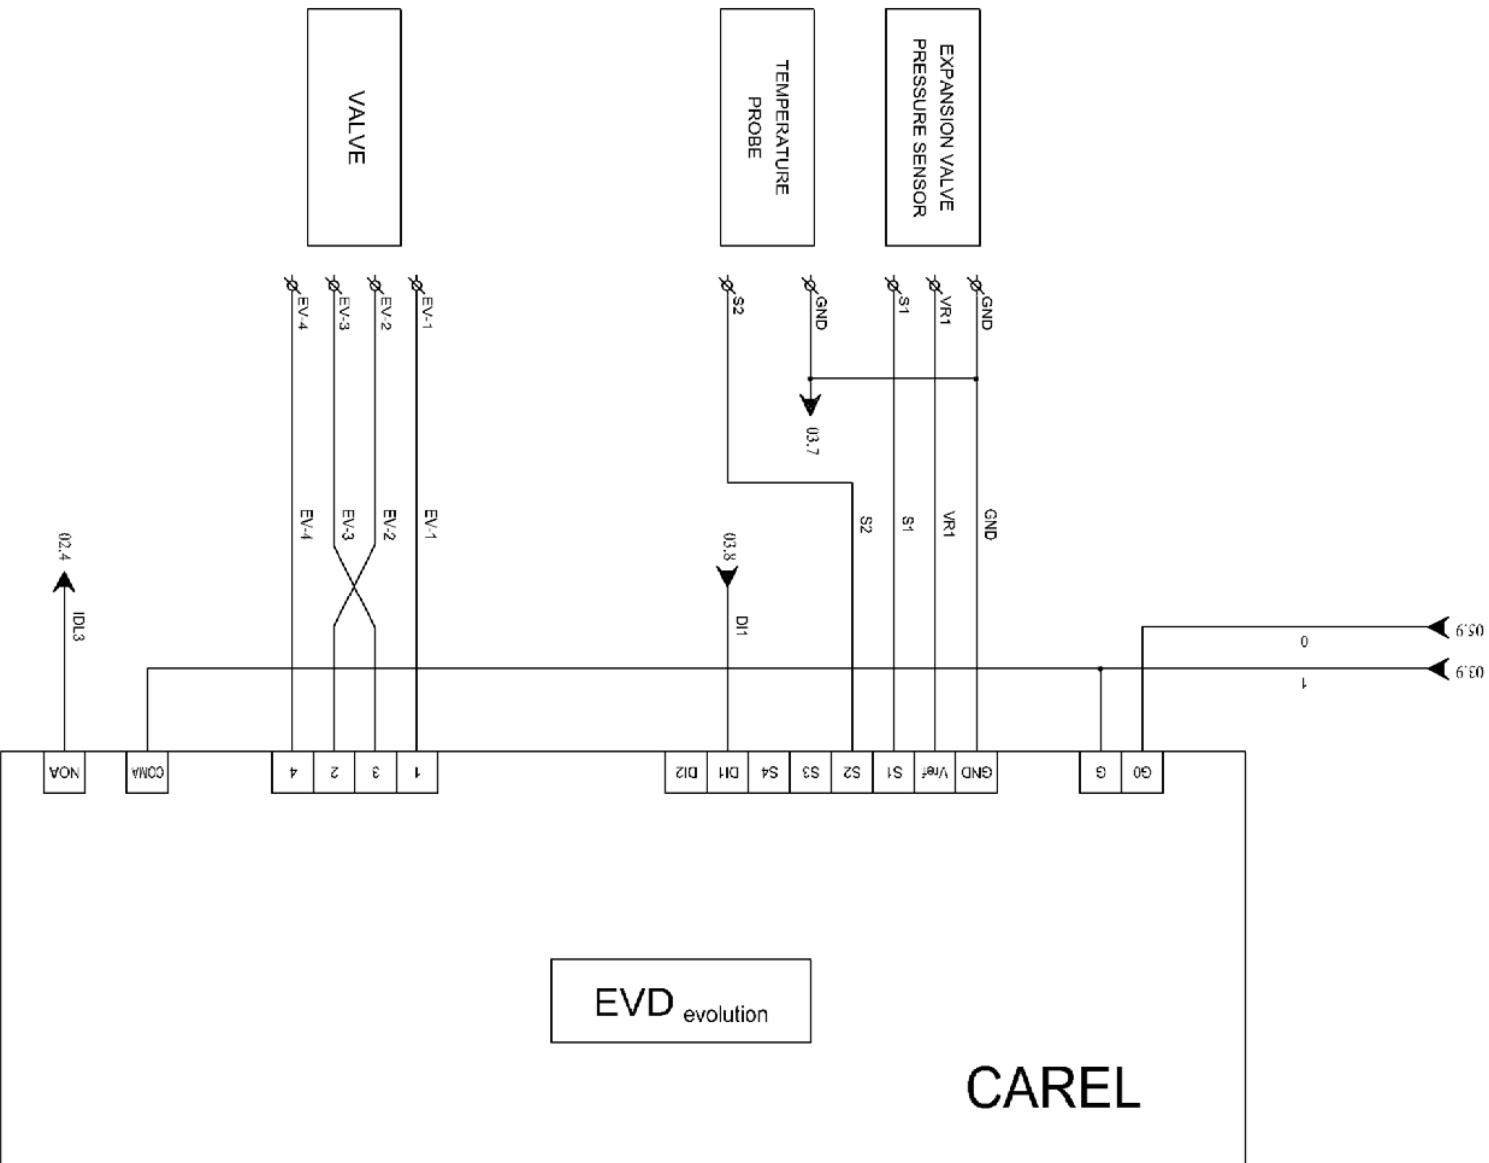 VALVE
TEMPERATURE
PROBE
EXPANSION VALVE
PRESSURE SENSOR
EV-4
EV-3
EV-2
EV-1
S2
GND
S1
VR1
GND
03.7
02.4
IDL3
EV-4
EV-3
EV-2
EV-1
03.8
DI1
S2
S1
VR1
GND
0
05.9
1
03.9
NOA
COMA
4
2
3
1
DI2
DI1
S4
S3
S2
S1
Vref
GND
G
G0
EVD evolution
CAREL